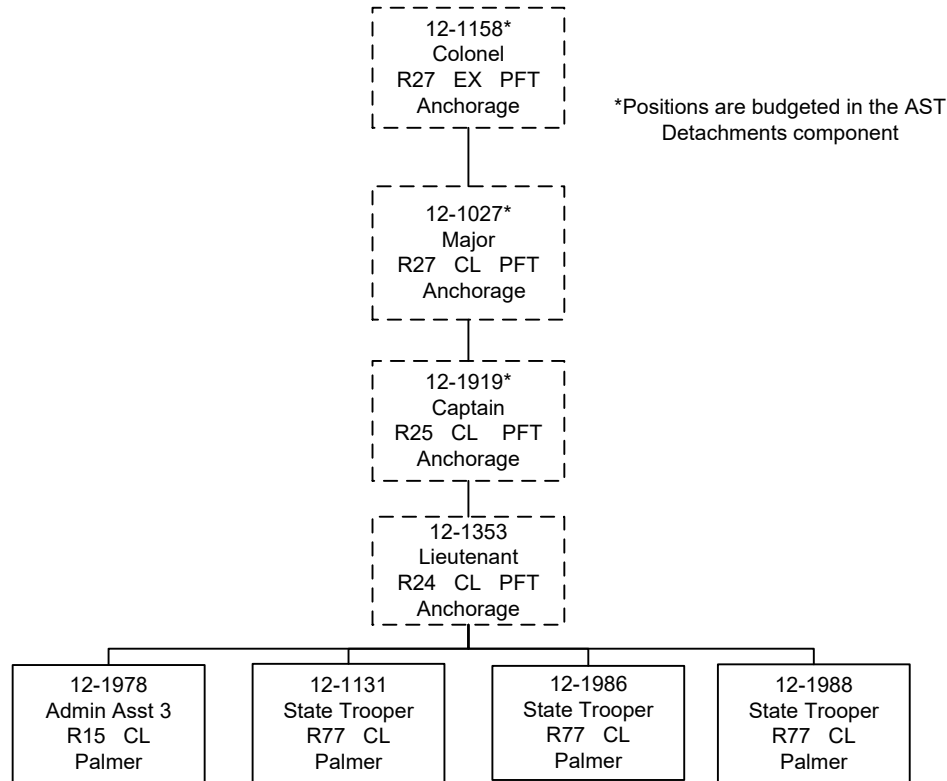 12-1158*
Colonel
R27 EX PFT
Anchorage
*Positions are budgeted in the AST
Detachments component
12-1027*
Major
R27 CL PFT
Anchorage
12-1919*
Captain
R25 CL PFT
Anchorage
12-1353
Lieutenant
R24 CL PFT
Anchorage
12-1978
Admin Asst 3
R15 CL
Palmer
12-1131
State Trooper
R77 CL
Palmer
12-1986
State Trooper
R77 CL
Palmer
12-1988
State Trooper
R77 CL
Palmer